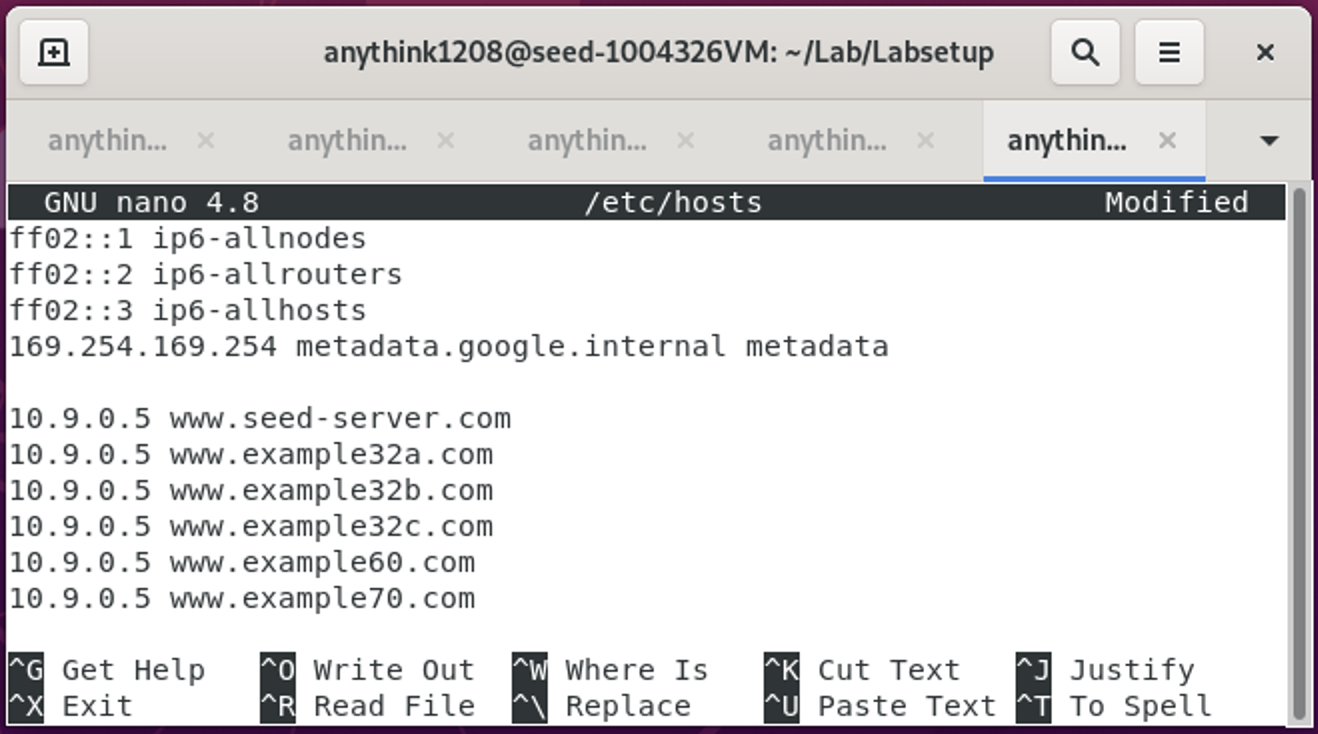 anythink1208@seed-1004326VM: ~/Lab/Labsetup
anythin... anythin... anythin... anythin... anythin...
GNU nano 4.8 /etc/hosts Modified
ff02::1 ip6-allnodes
ff02::2 ip6-allrouters
ff02::3 ip6-allhosts
169.254.169.254 metadata.google.internal metadata
10.9.0.5 www.seed-server.com
10.9.0.5 www.example32a.com
10.9.0.5 www.example32b.com
10.9.0.5 www.example32c.com
10.9.0.5 www.example60.com
10.9.0.5 www.example70.com
^G Get Help ^O Write Out ^W Where Is ^K Cut Text ^J Justify
^X Exit ^R Read File ^\ Replace ^U Paste Text ^T To Spell